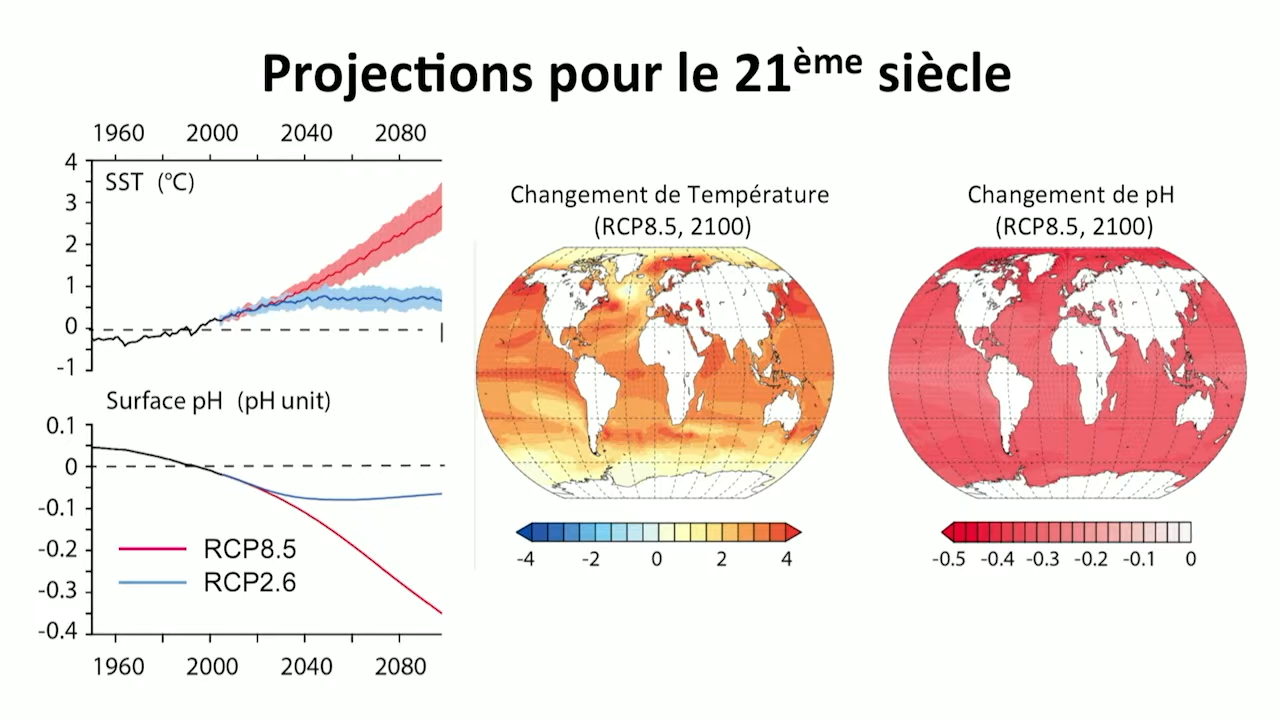 Projections pour le 21ème siècle
1960 2000 2040 2080
4
SST (°C)
3
2
1
0
-1
Surface pH (pH unit)
0.1
0
-0.1
-0.2
-0.3
-0.4
RCP8.5
RCP2.6
1960 2000 2040 2080
Changement de Température
(RCP8.5, 2100)
-4 -2 0 2 4
Changement de pH
(RCP8.5, 2100)
-0.5 -0.4 -0.3 -0.2 -0.1 0